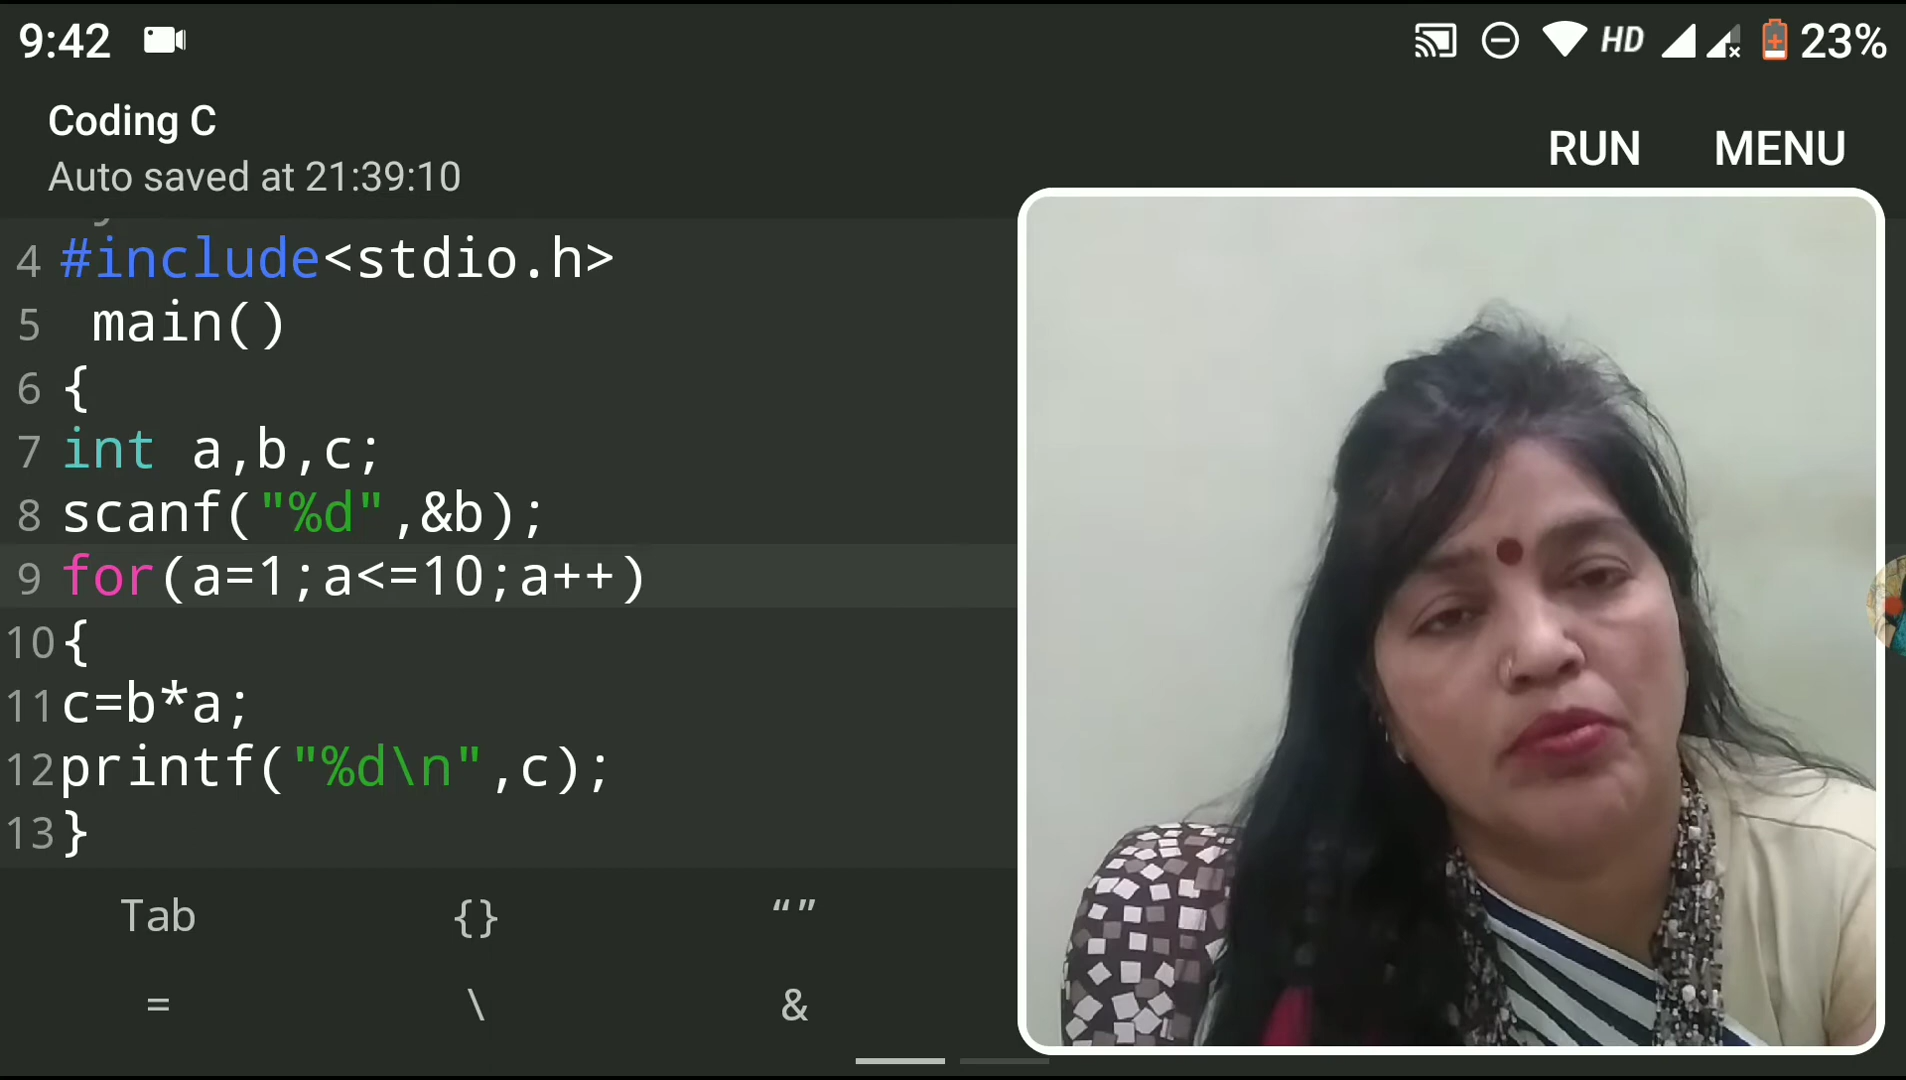 9:42 HD 23%
Coding C
Auto saved at 21:39:10
RUN MENU
4 #include<stdio.h>
5 main()
6 {
7 int a,b,c;
8 scanf("%d",&b);
9 for(a=1;a<=10;a++)
10 {
11 c=b*a;
12 printf("%d\n",c);
13 }
Tab {} “”
= \ &